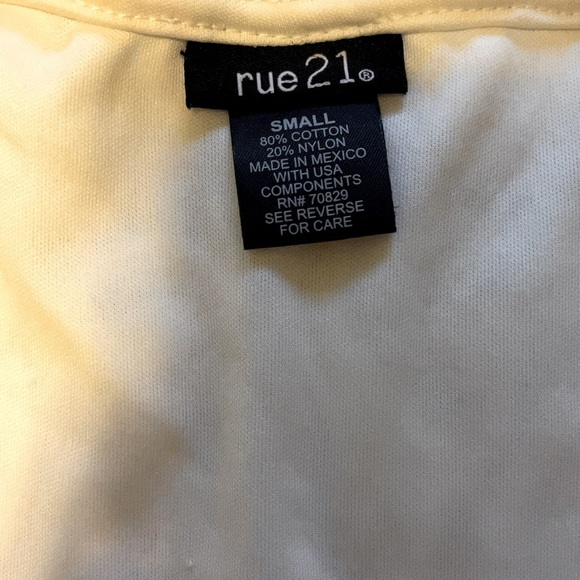 rue21®
SMALL
80% COTTON
20% NYLON
MADE IN MEXICO
WITH USA
COMPONENTS
RN# 70829
SEE REVERSE
FOR CARE